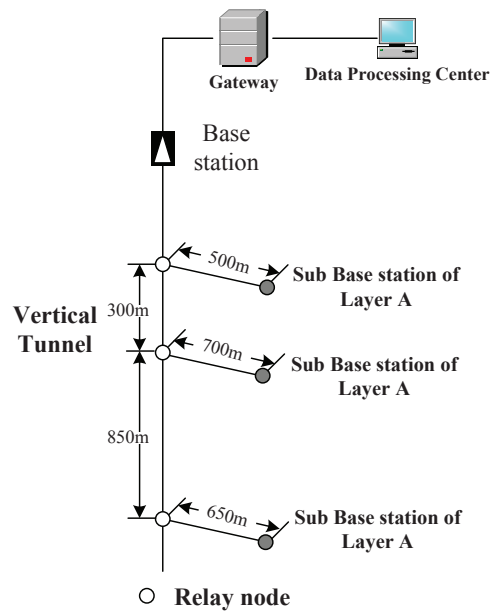 Gateway
Data Processing Center
Base
station
500m
Sub Base station of
Layer A
Vertical
Tunnel
300m
700m
Sub Base station of
Layer A
850m
650m
Sub Base station of
Layer A
Relay node